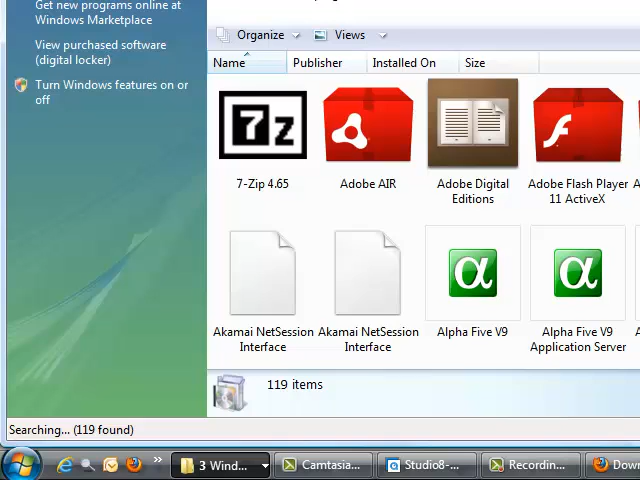 Get new programs online at
Windows Marketplace
View purchased software
(digital locker)
Turn Windows features on or
off
Organize Views
Name Publisher Installed On Size
7z
7-Zip 4.65 Adobe AIR Adobe Digital Editions Adobe Flash Player 11 ActiveX
Akamai NetSession Interface Akamai NetSession Interface Alpha Five V9 Alpha Five V9 Application Server
119 items
Searching... (119 found)
3 Wind... Camtasia... Studio8-... Recordin... Down